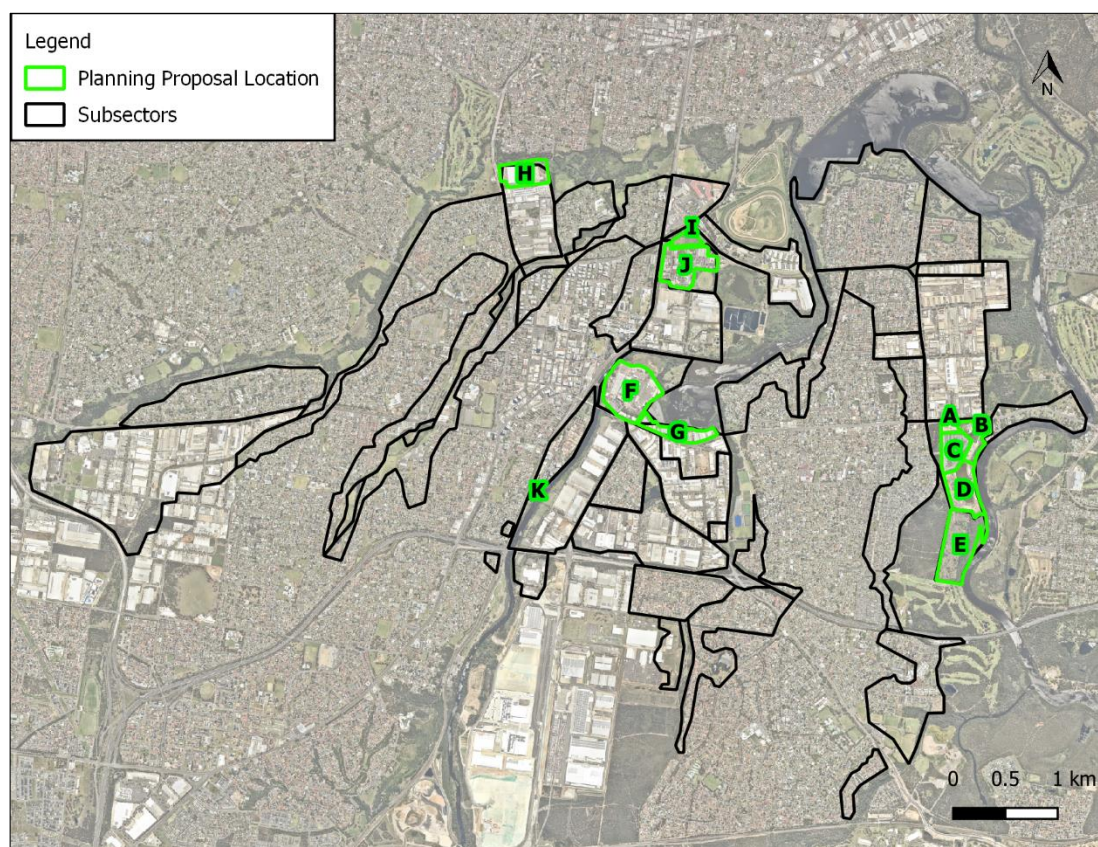 Legend
Planning Proposal Location
Subsectors
N
H
I
J
F
G
A
B
C
K
D
E
0 0.5 1 km